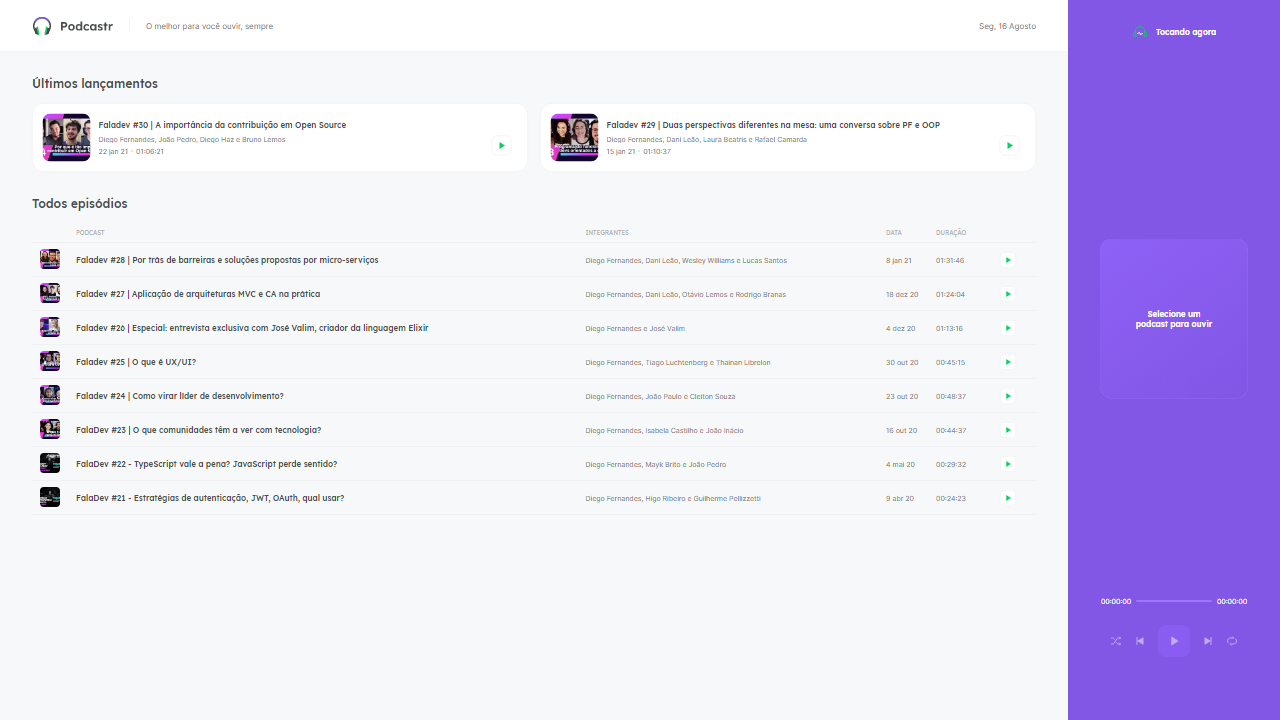 Podcastr
O melhor para você ouvir, sempre
Seg, 16 Agosto
Tocando agora
Últimos lançamentos
Faladev #30 | A importância da contribuição em Open Source
Diego Fernandes, João Pedro, Diego Haz e Bruno Lemos
22 jan 21 · 01:06:21
Faladev #29 | Duas perspectivas diferentes na mesa: uma conversa sobre PF e OOP
Diego Fernandes, Dani Leão, Laura Beatris e Rafael Camarda
15 jan 21 · 01:10:37
Todos episódios
PODCAST INTEGRANTES DATA DURAÇÃO
Faladev #28 | Por trás de barreiras e soluções propostas por micro-serviços Diego Fernandes, Dani Leão, Wesley Williams e Lucas Santos 8 jan 21 01:31:46
Faladev #27 | Aplicação de arquiteturas MVC e CA na prática Diego Fernandes, Dani Leão, Otávio Lemos e Rodrigo Branas 18 dez 20 01:24:04
Faladev #26 | Especial: entrevista exclusiva com José Valim, criador da linguagem Elixir Diego Fernandes e José Valim 4 dez 20 01:13:16
Faladev #25 | O que é UX/UI? Diego Fernandes, Tiago Luchtenberg e Thainan Librelon 30 out 20 00:45:15
Faladev #24 | Como virar líder de desenvolvimento? Diego Fernandes, João Paulo e Cleiton Souza 23 out 20 00:48:37
FalaDev #23 | O que comunidades têm a ver com tecnologia? Diego Fernandes, Isabela Castilho e João Inácio 16 out 20 00:44:37
FalaDev #22 - TypeScript vale a pena? JavaScript perde sentido? Diego Fernandes, Mayk Brito e João Pedro 4 mai 20 00:29:32
FalaDev #21 - Estratégias de autenticação, JWT, OAuth, qual usar? Diego Fernandes, Higo Ribeiro e Guilherme Pellizzetti 9 abr 20 00:24:23
Selecione um
podcast para ouvir
00:00:00 00:00:00